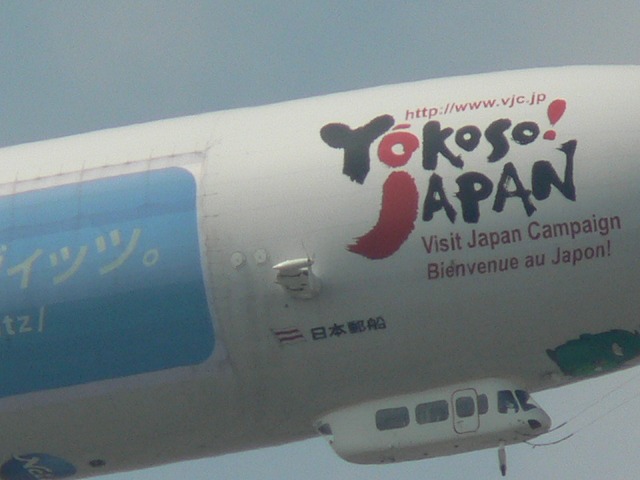 http://www.vjc.jp
YŌKOSO!
JAPAN
Visit Japan Campaign
Bienvenue au Japon!
ィッツ。
tz/
日本郵船